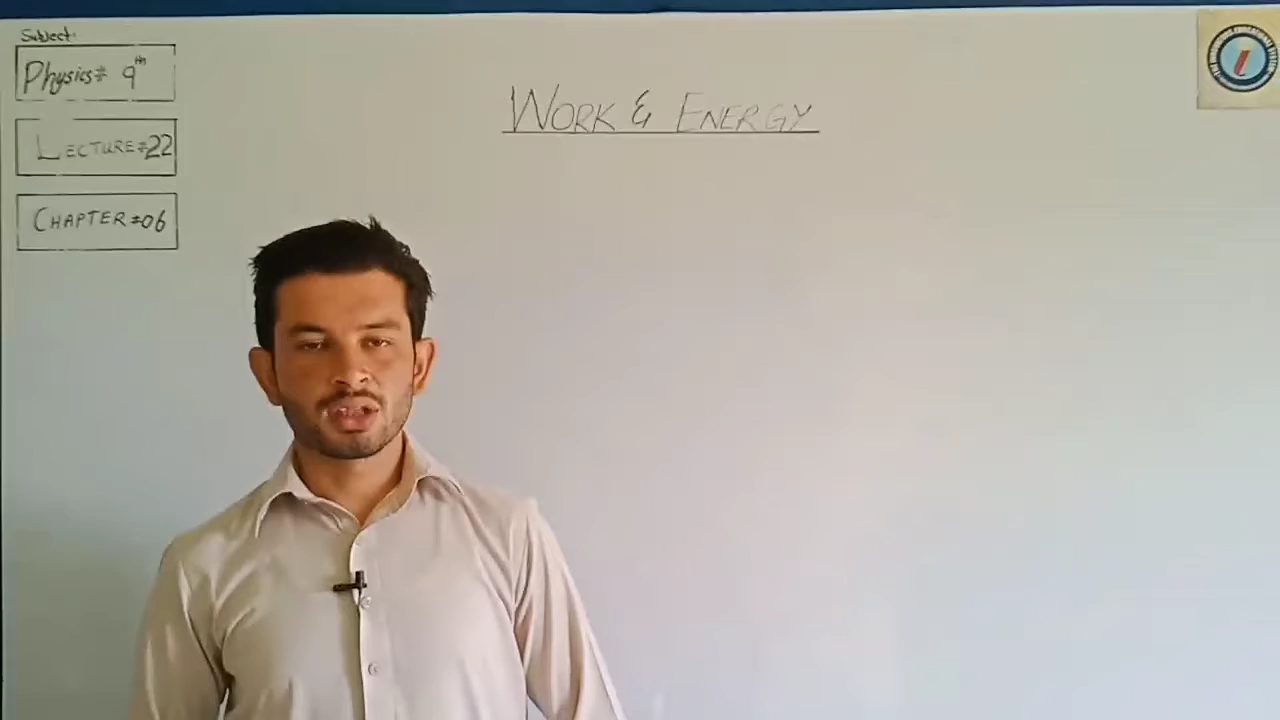 Subject:
Physics# 9th
LECTURE#22
CHAPTER#06
WORK & ENERGY